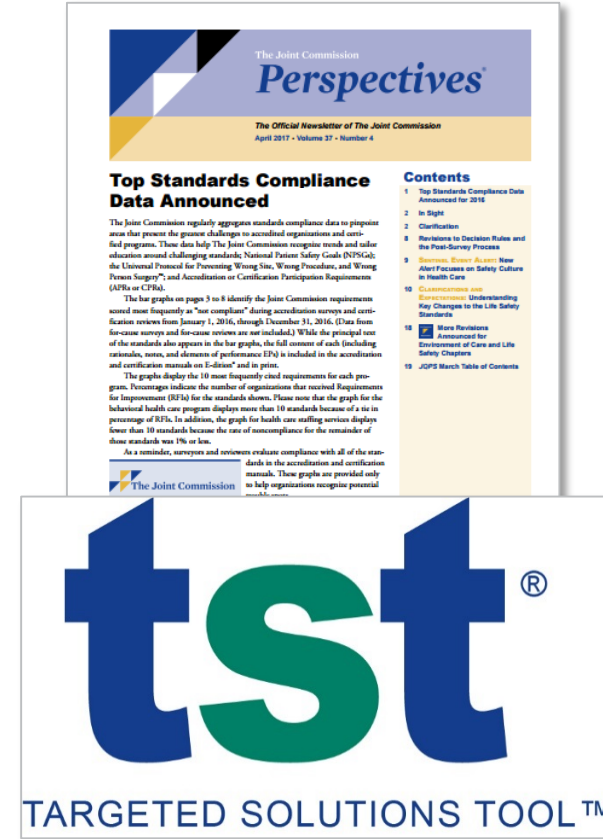 The Joint Commission
Perspectives®
The Official Newsletter of The Joint Commission
April 2017 • Volume 37 • Number 4
Top Standards Compliance
Data Announced
The Joint Commission regularly aggregates standards compliance data to pinpoint
areas that present the greatest challenges to accredited organizations and certi-
fied programs. These data help The Joint Commission recognize trends and tailor
education around challenging standards; National Patient Safety Goals (NPSGs);
the Universal Protocol for Preventing Wrong Site, Wrong Procedure, and Wrong
Person Surgery™; and Accreditation or Certification Participation Requirements
(APRs or CPRs).
The bar graphs on pages 3 to 8 identify the Joint Commission requirements
scored most frequently as "not compliant" during accreditation surveys and certi-
fication reviews from January 1, 2016, through December 31, 2016. (Data from
for-cause surveys and for-cause reviews are not included.) While the principal text
of the standards also appears in the bar graphs, the full content of each (including
rationales, notes, and elements of performance EPs) is included in the accreditation
and certification manuals on E-dition® and in print.
The graphs display the 10 most frequently cited requirements for each pro-
gram. Percentages indicate the number of organizations that received Requirements
for Improvement (RFIs) for the standards shown. Please note that the graph for the
behavioral health care program displays more than 10 standards because of a tie in
percentage of RFIs. In addition, the graph for health care staffing services displays
fewer than 10 standards because the rate of noncompliance for the remainder of
those standards was 1% or less.
As a reminder, surveyors and reviewers evaluate compliance with all of the stan-
dards in the accreditation and certification
manuals. These graphs are provided only
to help organizations recognize potential
The Joint Commission
Contents
1 Top Standards Compliance Data
Announced for 2016
2 In Sight
2 Clarification
8 Revisions to Decision Rules and
the Post-Survey Process
9 SENTINEL EVENT ALERT: New
Alert Focuses on Safety Culture
in Health Care
10 CLARIFICATIONS AND
EXPECTATIONS: Understanding
Key Changes to the Life Safety
Standards
18 More Revisions
Announced for
Environment of Care and Life
Safety Chapters
19 JQPS March Table of Contents
tst®
TARGETED SOLUTIONS TOOL™